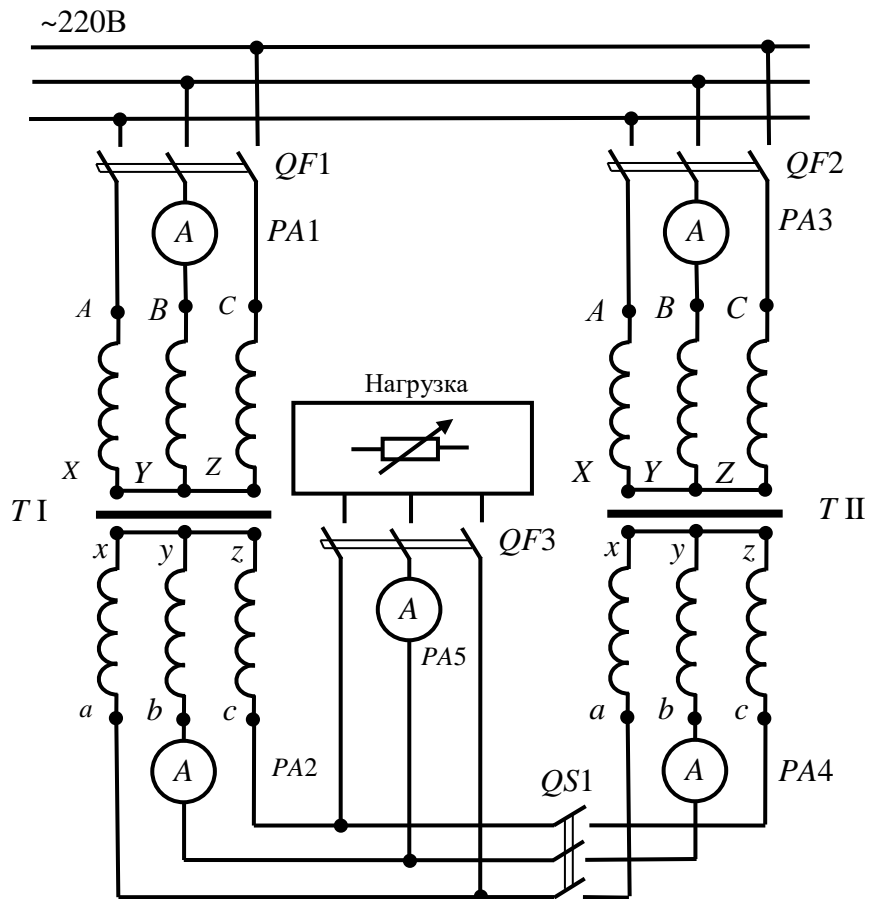 ~220В
QF1 QF2
A PA1 A PA3
A B C A B C
Нагрузка
X Y Z X Y Z
T I T II
x y z x y z
QF3
A
PA5
a b c a b c
A PA2 A PA4
QS1